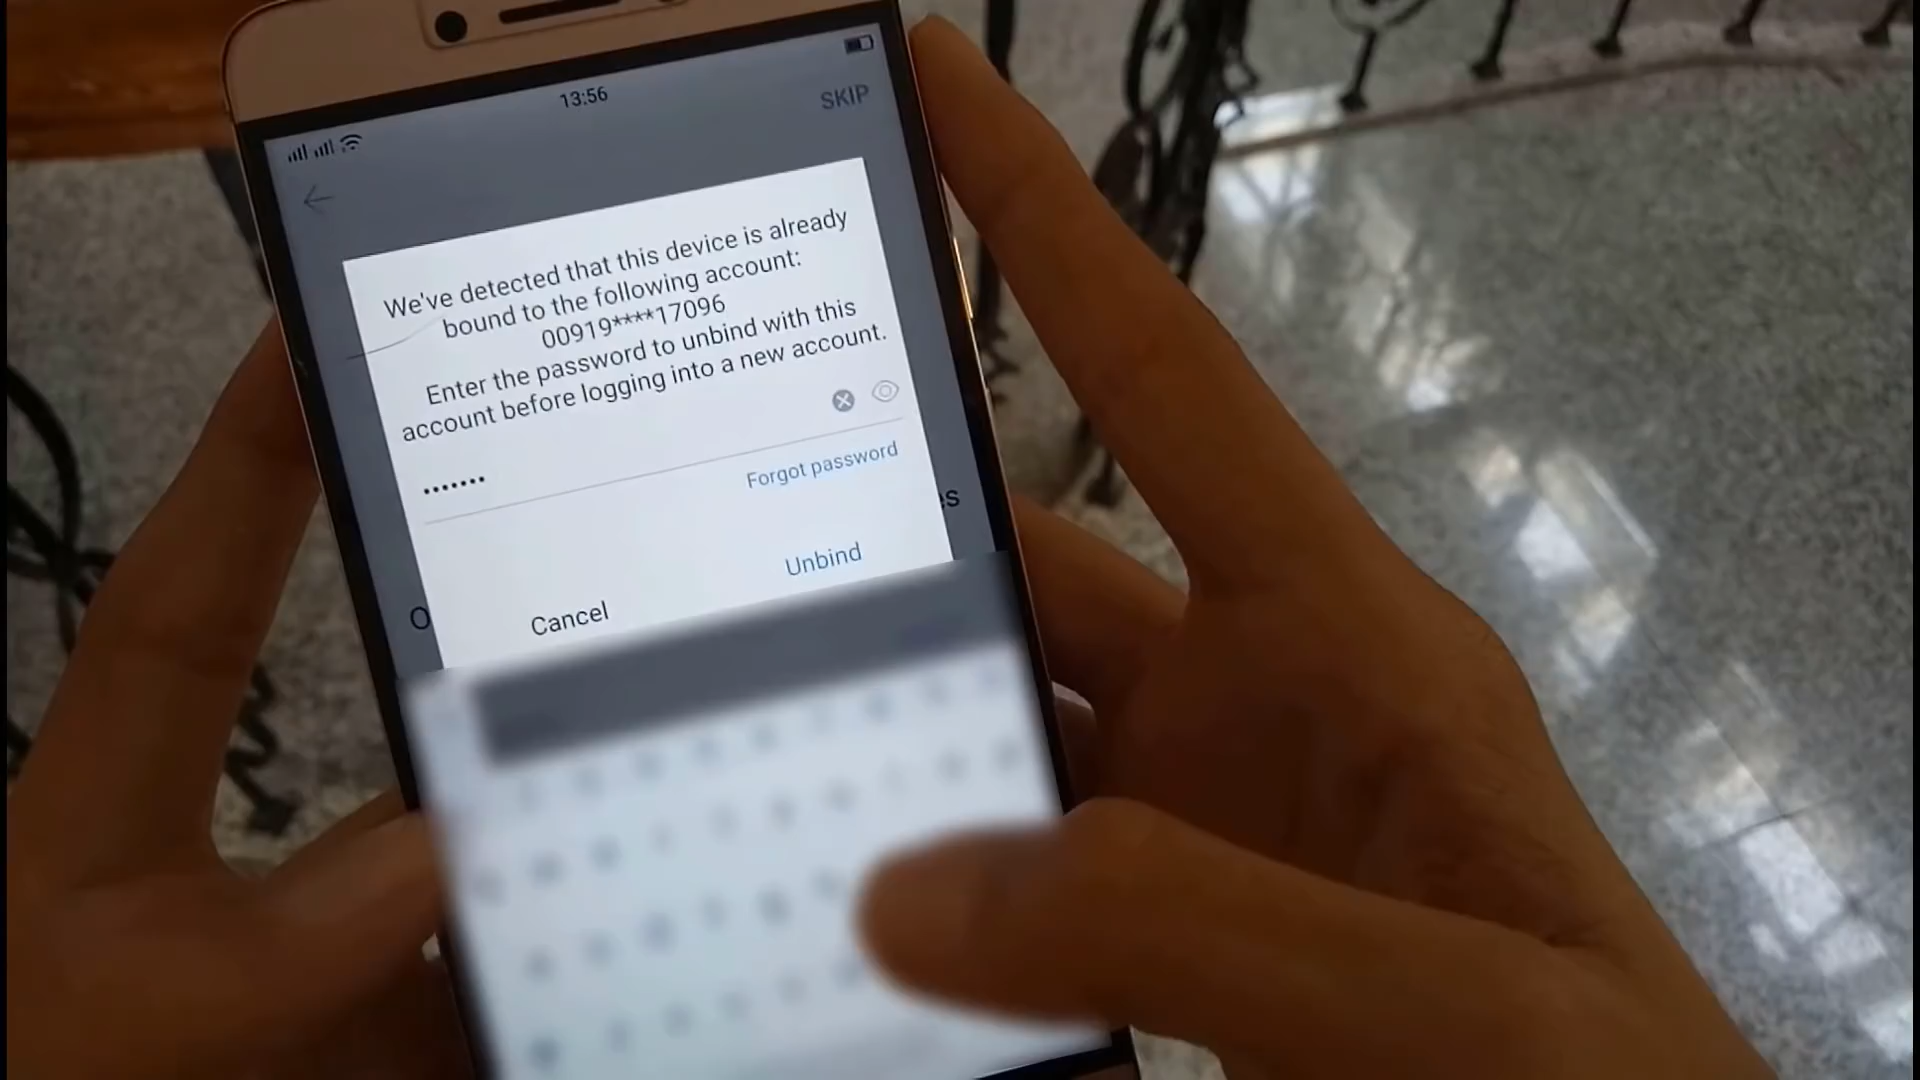 13:56
SKIP
We've detected that this device is already
bound to the following account:
00919****17096
Enter the password to unbind with this
account before logging into a new account.
•••••••
Forgot password
es
O
Unbind
Cancel